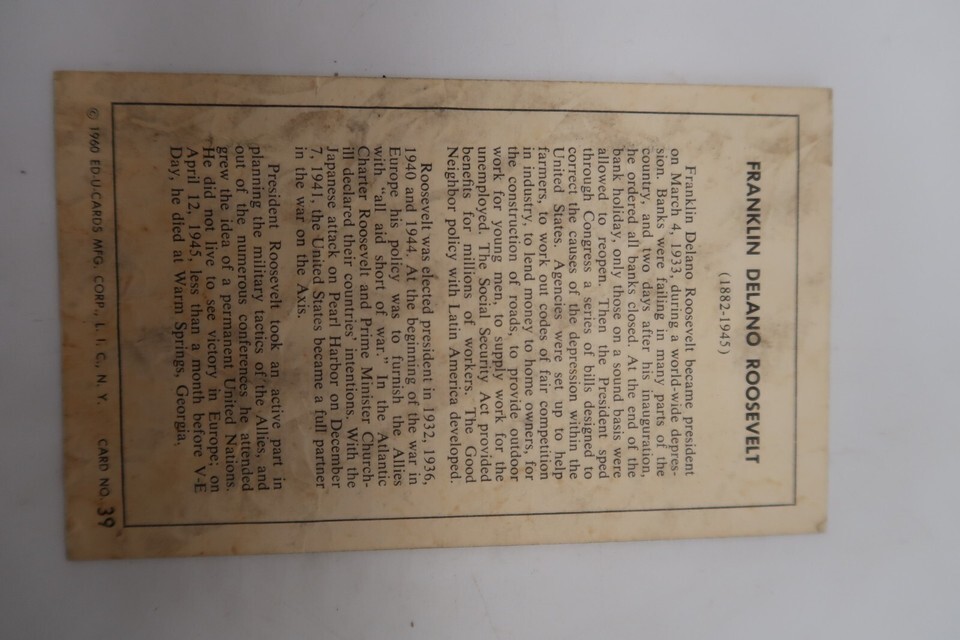 FRANKLIN DELANO ROOSEVELT
(1882-1945)
Franklin Delano Roosevelt became president
on March 4, 1933, during a world-wide depres-
sion. Banks were failing in many parts of the
country, and two days after his inauguration,
he ordered all banks closed. At the end of the
bank holiday, only those on a sound basis were
allowed to reopen. Then the President sped
through Congress a series of bills designed to
correct the causes of the depression within the
United States. Agencies were set up to help
farmers, to work out codes of fair competition
in industry, to lend money to home owners, for
the construction of roads, to provide outdoor
work for young men, to supply work for the
unemployed. The Social Security Act provided
benefits for millions of workers. The Good
Neighbor policy with Latin America developed.
Roosevelt was elected president in 1932, 1936,
1940 and 1944. At the beginning of the war in
Europe his policy was to furnish the Allies
with "all aid short of war." In the Atlantic
Charter Roosevelt and Prime Minister Church-
ill declared their countries' intentions. With the
Japanese attack on Pearl Harbor on December
7, 1941, the United States became a full partner
in the war on the Axis.
President Roosevelt took an active part in
planning the military tactics of the Allies, and
out of the numerous conferences he attended
grew the idea of a permanent United Nations.
He did not live to see victory in Europe; on
April 12, 1945, less than a month before V-E
Day, he died at Warm Springs, Georgia.
© 1960 ED-U-CARDS MFG. CORP., L. I. C., N. Y. CARD NO. 39